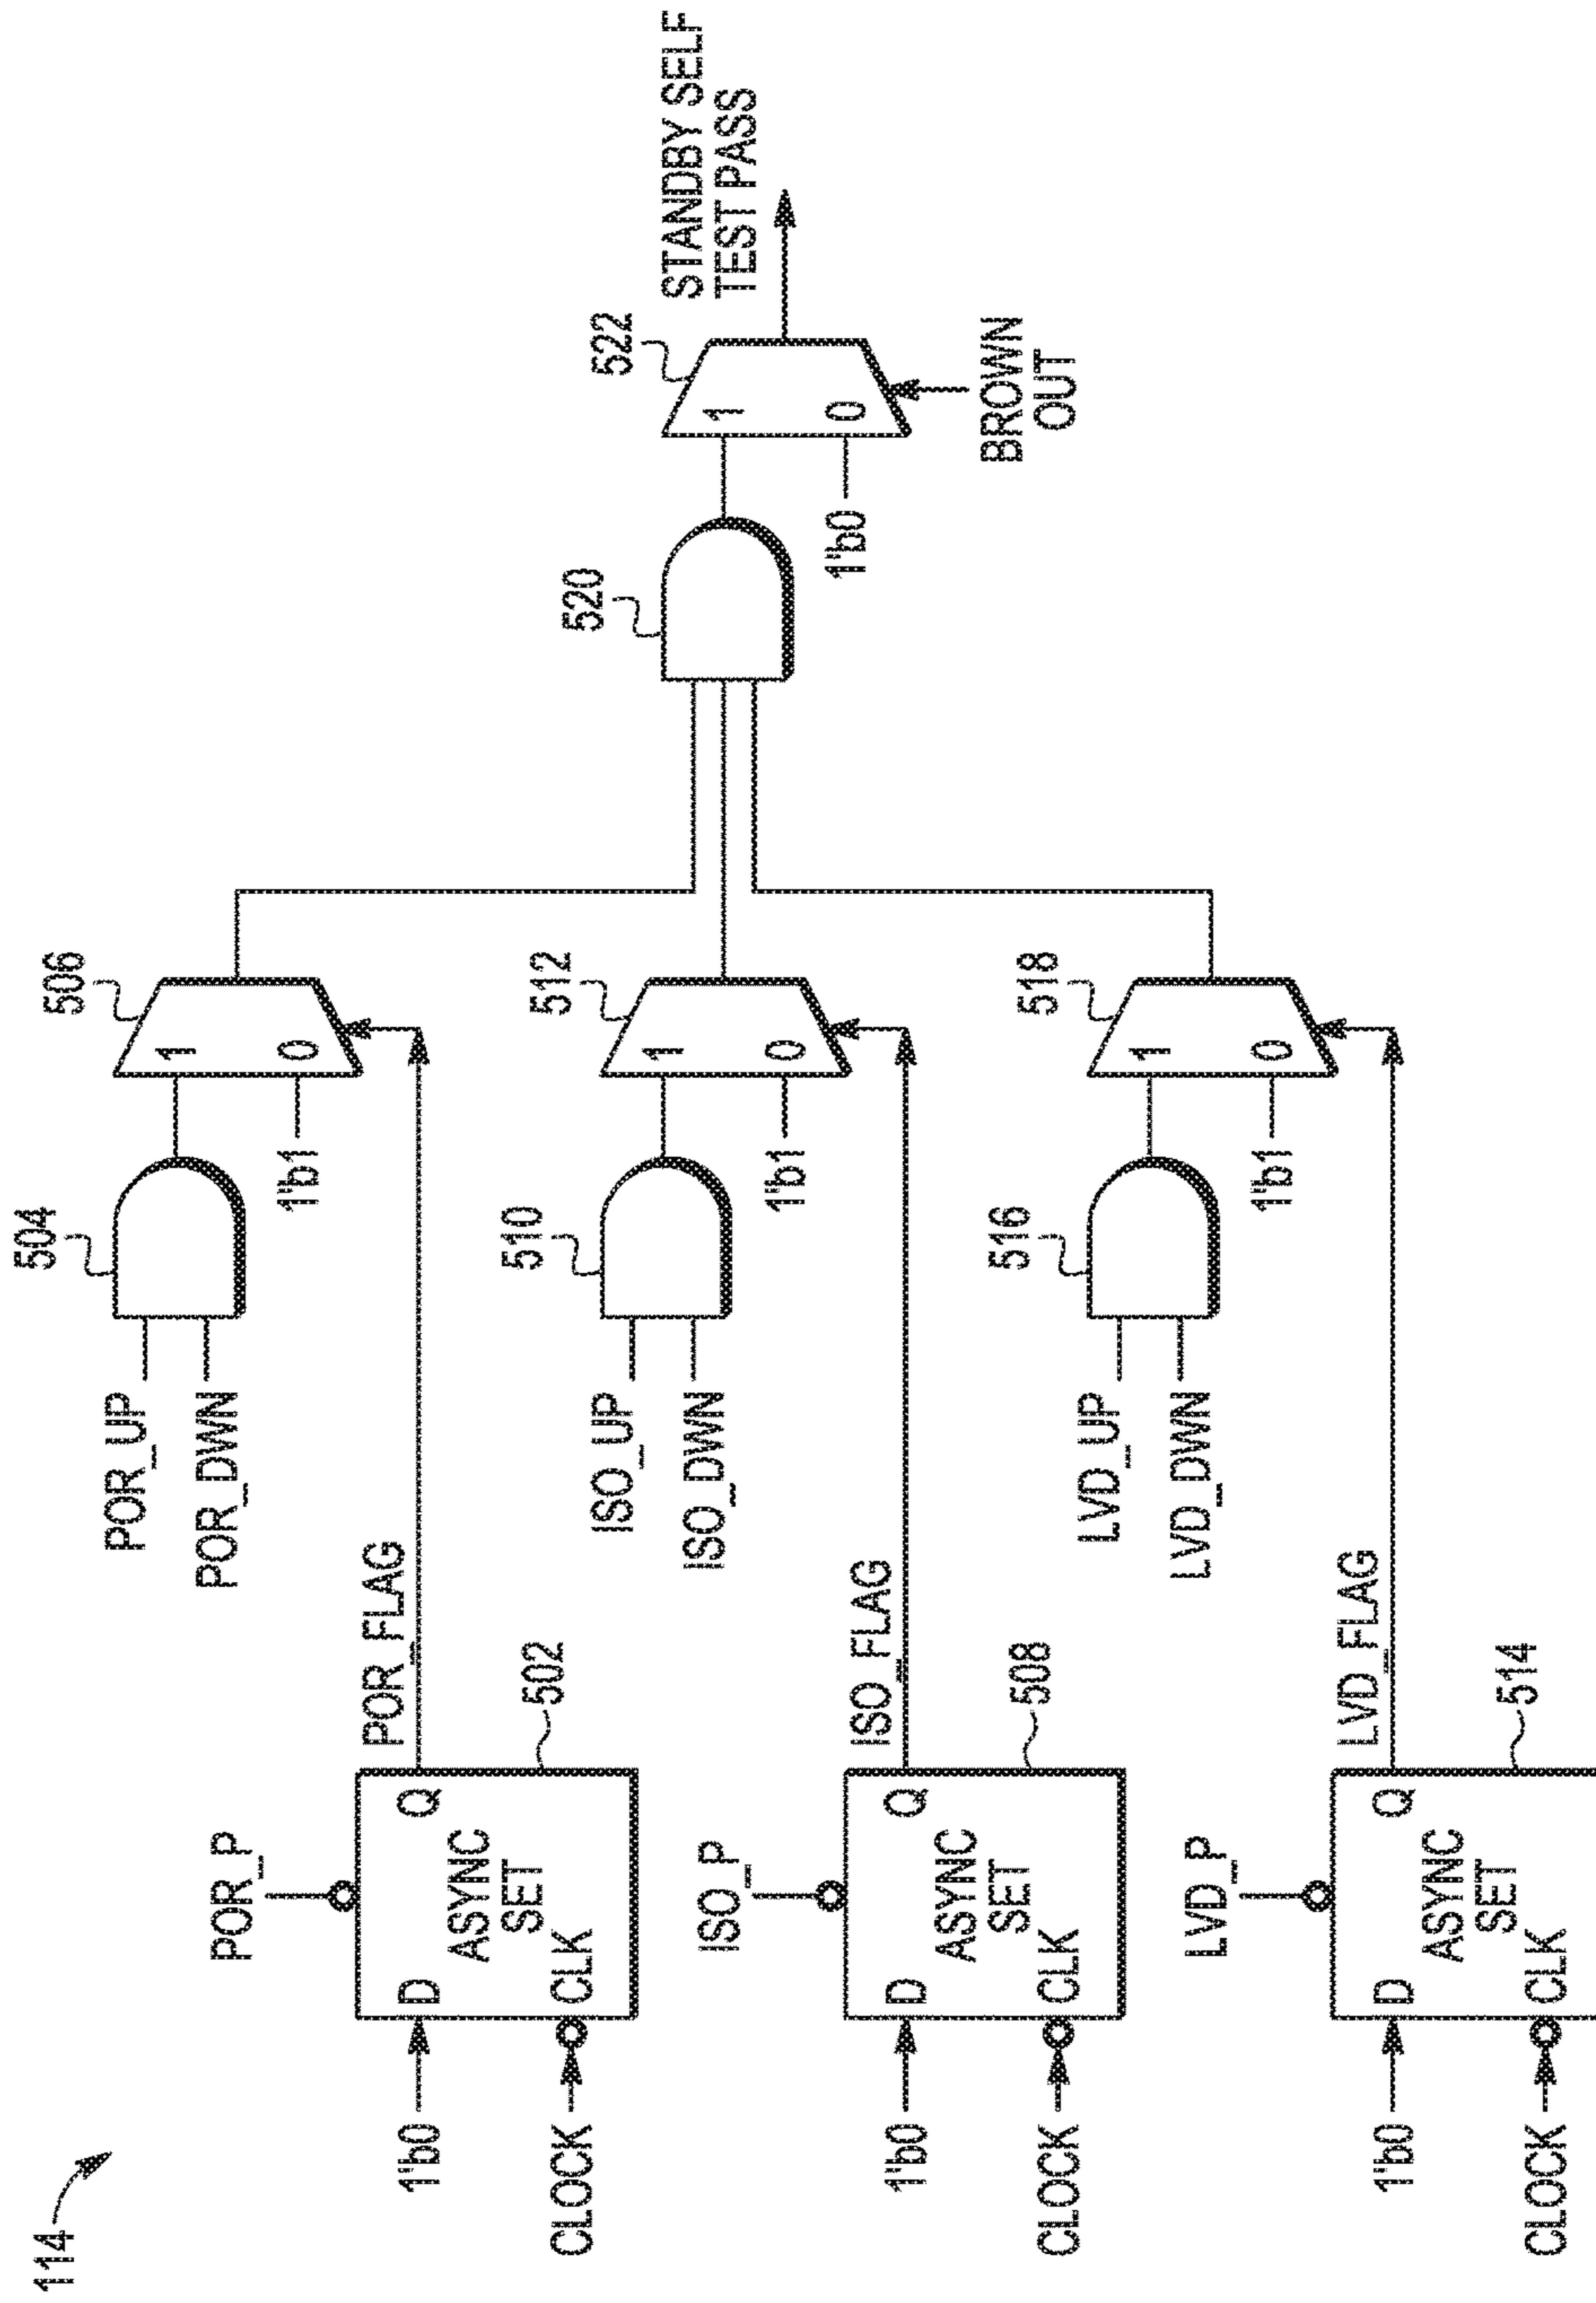 114
POR_P
1'b0
D
Q
ASYNC
SET
CLOCK
CLK
502
POR_FLAG
POR_UP
POR_DWN
504
1'b1
1
0
506
ISO_P
1'b0
D
Q
ASYNC
SET
CLOCK
CLK
508
ISO_FLAG
ISO_UP
ISO_DWN
510
1'b1
1
0
512
LVD_P
1'b0
D
Q
ASYNC
SET
CLOCK
CLK
514
LVD_FLAG
LVD_UP
LVD_DWN
516
1'b1
1
0
518
520
1'b0
1
0
522
BROWN
OUT
STANDBY SELF
TEST PASS